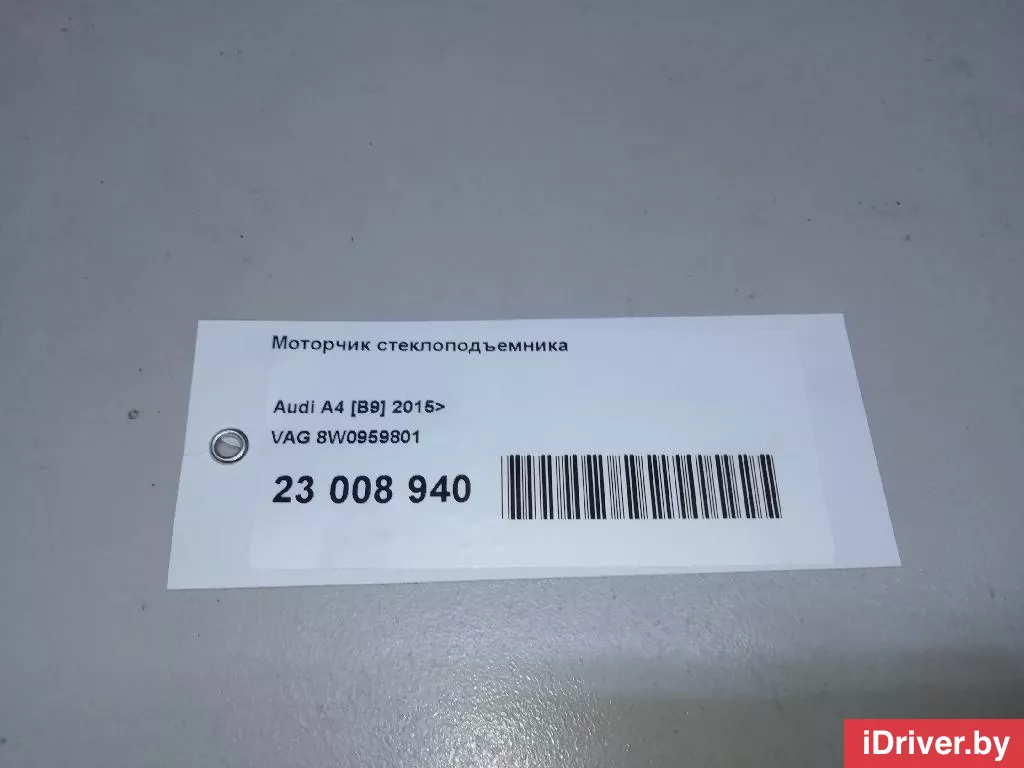 Моторчик стеклоподъемника
Audi A4 [B9] 2015>
VAG 8W0959801
23 008 940
iDriver.by